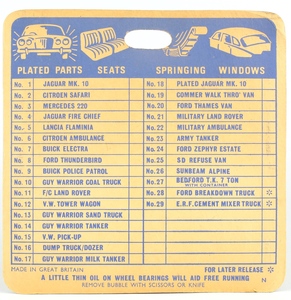 PLATED PARTS SEATS SPRINGING WINDOWS
No. 1 JAGUAR MK. 10
No. 2 CITROEN SAFARI
No. 3 MERCEDES 220
No. 4 JAGUAR FIRE CHIEF
No. 5 LANCIA FLAMINIA
No. 6 CITROEN AMBULANCE
No. 7 BUICK ELECTRA
No. 8 FORD THUNDERBIRD
No. 9 BUICK POLICE PATROL
No. 10 GUY WARRIOR GOAL TRUCK
No. 11 F/C LAND ROVER
No. 12 V.W. TOWER WAGON
No. 13 GUY WARRIOR SAND TRUCK
No. 14 GUY WARRIOR TANKER
No. 15 V.W. PICK-UP
No. 16 DUMP TRUCK/DOZER
No. 17 GUY WARRIOR MILK TANKER
No. 18 PLATED JAGUAR MK. 10
No. 19 COMMER WALK THRO' VAN
No. 20 FORD THAMES VAN
No. 21 MILITARY LAND ROVER
No. 22 MILITARY AMBULANCE
No. 23 ARMY TANKER
No. 24 FORD ZEPHYR ESTATE
No. 25 SD REFUSE VAN
No. 26 SUNBEAM ALPINE
No. 27 BEDFORD T.K. 7 TON
WITH CONTAINER
No. 28 FORD BREAKDOWN TRUCK *
No. 29 E.R.F. CEMENT MIXER TRUCK *
MADE IN GREAT BRITAIN FOR LATER RELEASE *
A LITTLE THIN OIL ON WHEEL BEARINGS WILL AID FREE RUNNING
REMOVE BUBBLE WITH SCISSORS OR KNIFE N